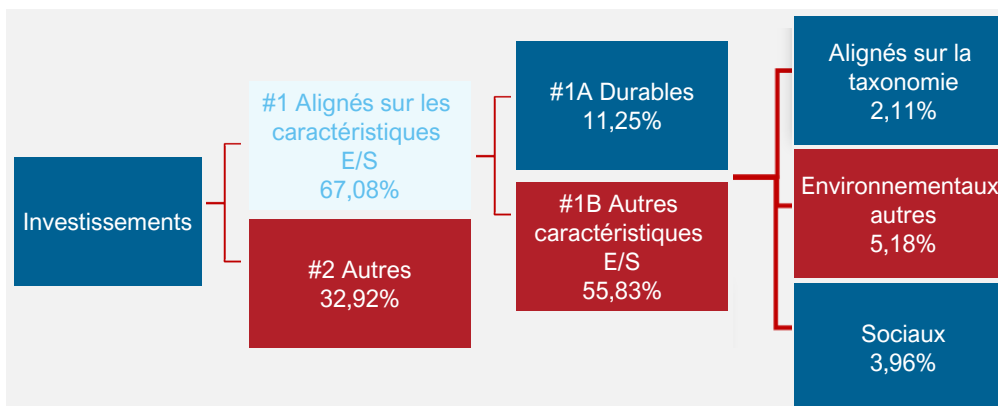 Investissements
#1 Alignés sur les
caractéristiques
E/S
67,08%
#2 Autres
32,92%
#1A Durables
11,25%
#1B Autres
caractéristiques
E/S
55,83%
Alignés sur la
taxonomie
2,11%
Environnementaux
autres
5,18%
Sociaux
3,96%